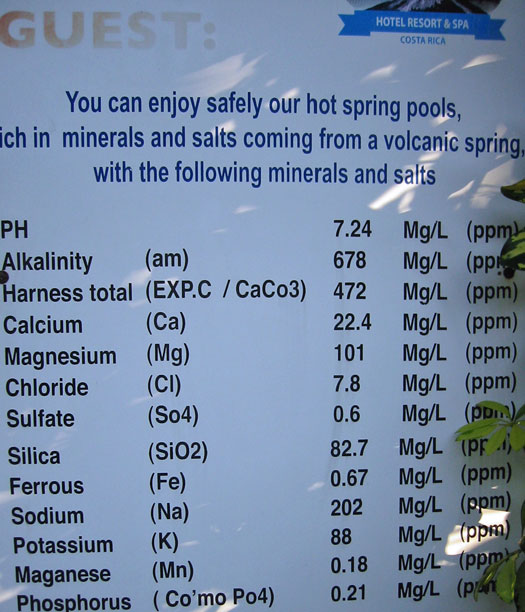 GUEST:
HOTEL RESORT & SPA
COSTA RICA
You can enjoy safely our hot spring pools,
ich in minerals and salts coming from a volcanic spring,
with the following minerals and salts
PH 7.24 Mg/L (ppm)
Alkalinity (am) 678 Mg/L (ppm)
Harness total (EXP.C / CaCo3) 472 Mg/L (ppm)
Calcium (Ca) 22.4 Mg/L (ppm)
Magnesium (Mg) 101 Mg/L (ppm)
Chloride (Cl) 7.8 Mg/L (ppm)
Sulfate (So4) 0.6 Mg/L (ppm)
Silica (SiO2) 82.7 Mg/L (ppm)
Ferrous (Fe) 0.67 Mg/L (ppm)
Sodium (Na) 202 Mg/L (ppm)
Potassium (K) 88 Mg/L (ppm)
Maganese (Mn) 0.18 Mg/L (ppm)
Phosphorus ( Co'mo Po4) 0.21 Mg/L (ppm)